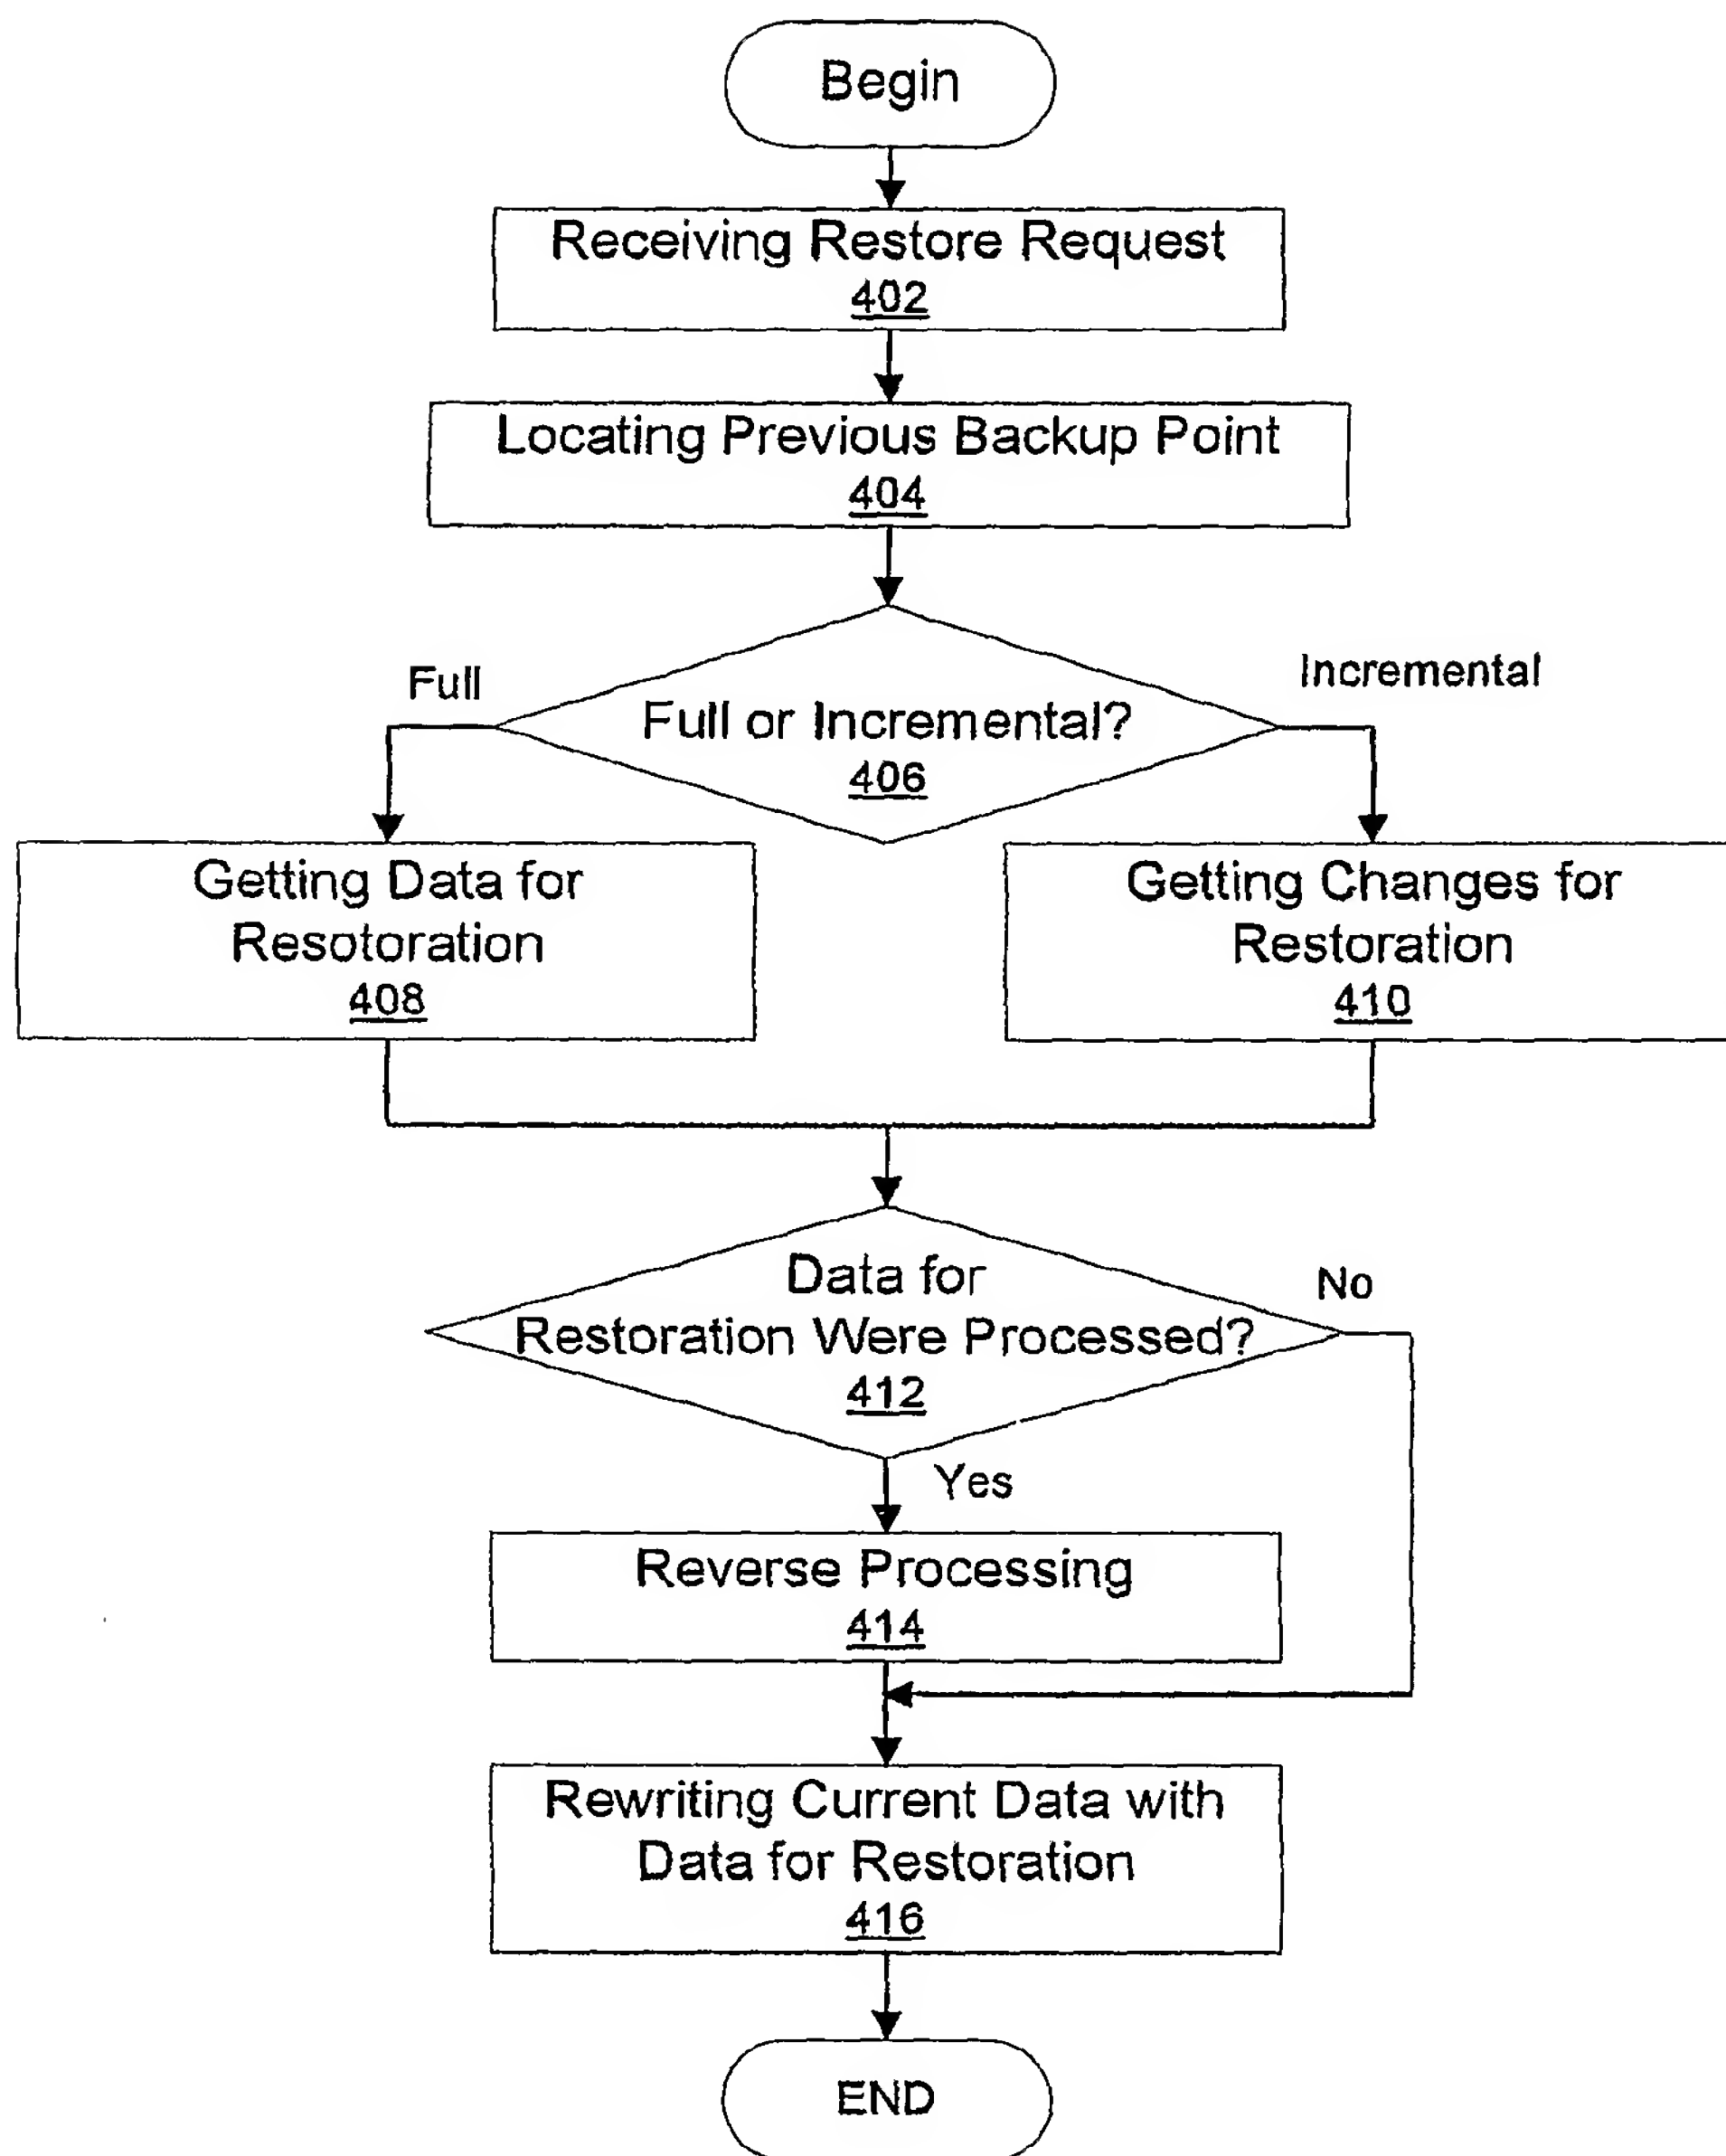 Begin
Receiving Restore Request
402
Locating Previous Backup Point
404
Full
Incremental
Full or Incremental?
406
Getting Data for
Resotoration
408
Getting Changes for
Restoration
410
Data for
Restoration Were Processed?
412
No
Yes
Reverse Processing
414
Rewriting Current Data with
Data for Restoration
416
END